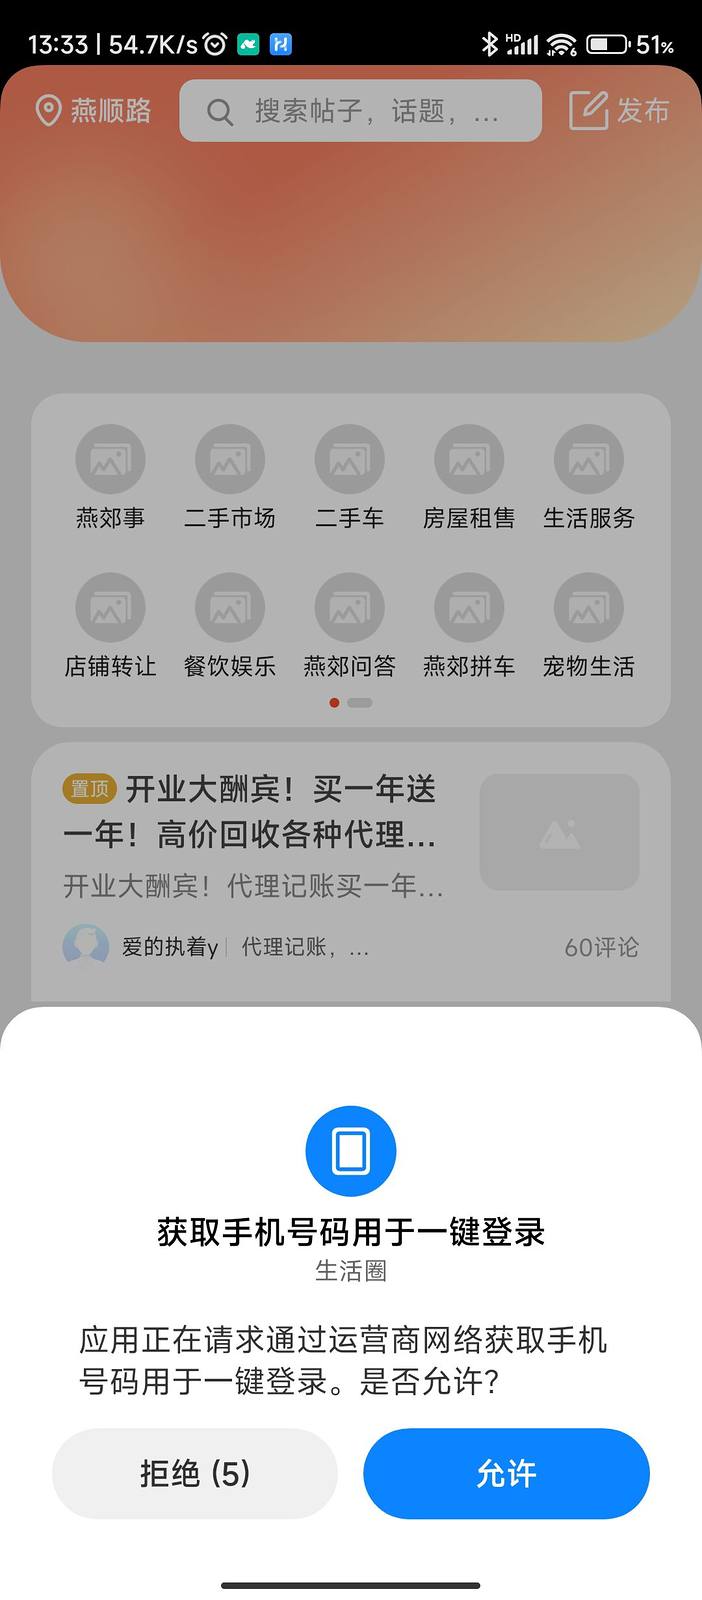 13:33 | 54.7K/s HD 6 51%
燕顺路 搜索帖子，话题，... 发布
燕郊事 二手市场 二手车 房屋租售 生活服务
店铺转让 餐饮娱乐 燕郊问答 燕郊拼车 宠物生活
置顶 开业大酬宾！买一年送
一年！高价回收各种代理...
开业大酬宾！代理记账买一年...
爱的执着y 代理记账，... 60评论
获取手机号码用于一键登录
生活圈
应用正在请求通过运营商网络获取手机
号码用于一键登录。是否允许？
拒绝 (5) 允许